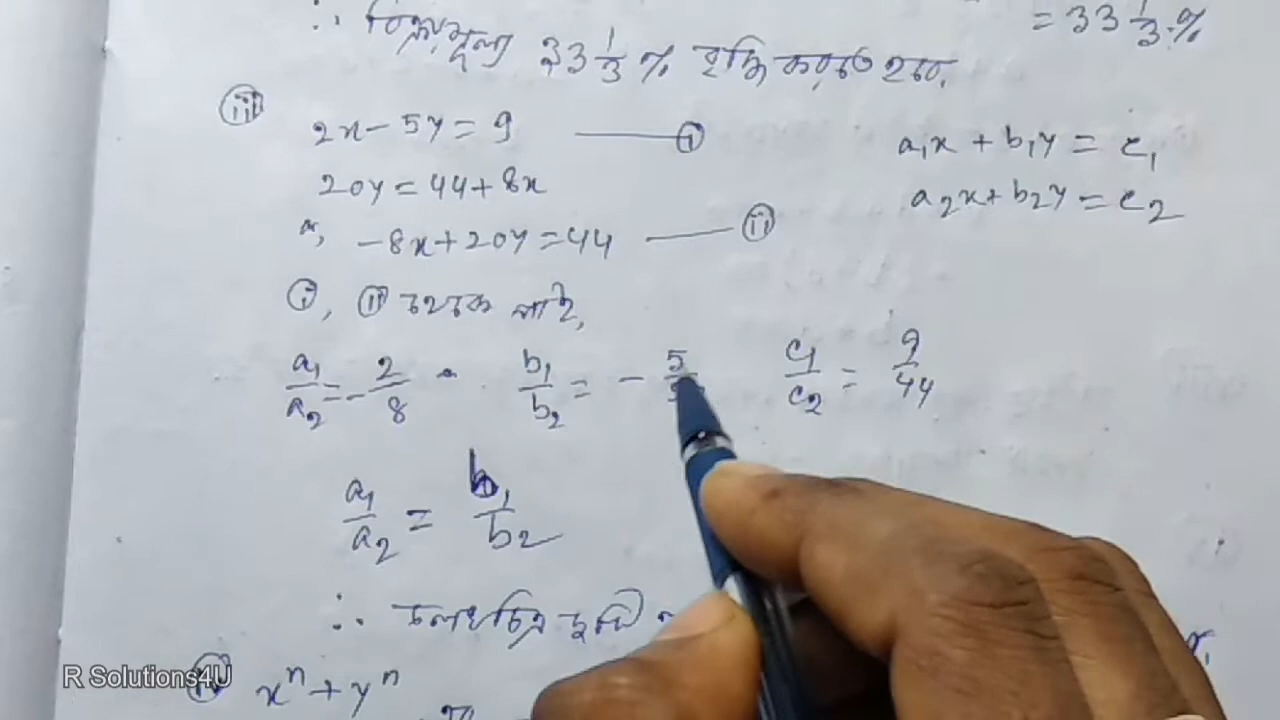 = 33 1/3 %
∴ বিক্রয়মূল্য 33 1/3 % বৃদ্ধি করতে হবে.
iii
2x - 5y = 9 —— i
a₁x + b₁y = c₁
20y = 44 + 8x
a₂x + b₂y = c₂
বা, -8x + 20y = 44 —— ii
i, ii থেকে পাই,
a₁/a₂ = - 2/8 b₁/b₂ = - 5/ c₁/c₂ = 9/44
a₁/a₂ = b₁/b₂
∴ লেখচিত্র দুটি
xⁿ + yⁿ
R Solutions4U